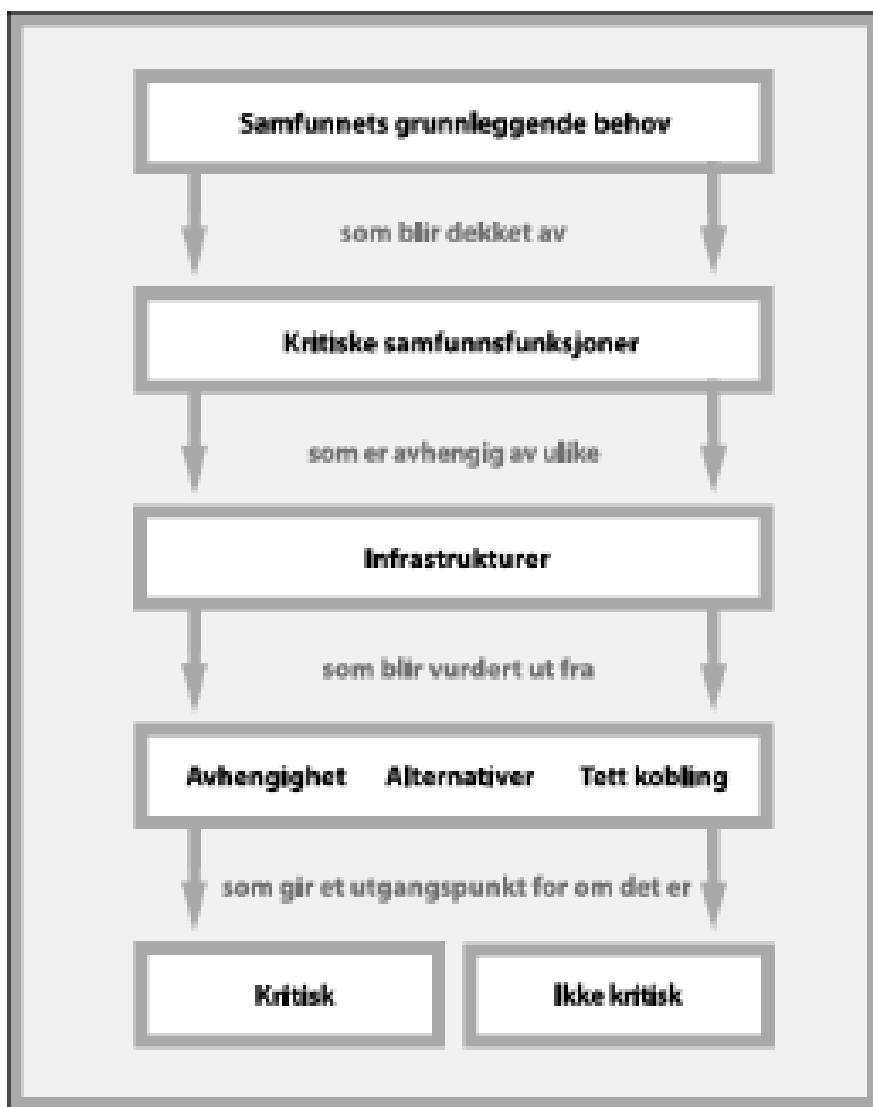 Samfunnets grunnleggende behov
som blir dekket av
Kritiske samfunnsfunksjoner
som er avhengig av ulike
Infrastrukturer
som blir vurdert ut fra
Avhengighet Alternativer Tett kobling
som gir et utgangspunkt for om det er
Kritisk Ikke kritisk